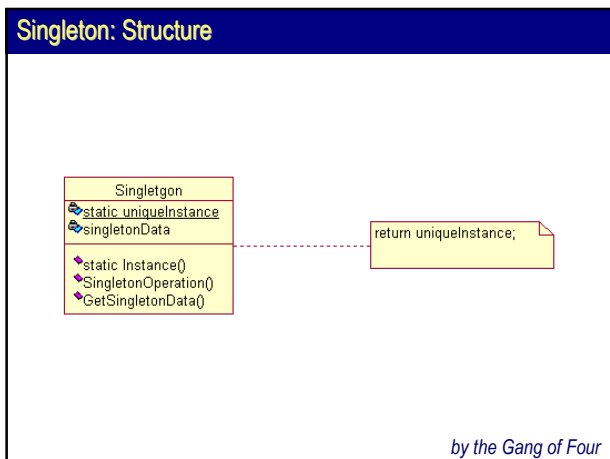 Singleton: Structure
Singletgon
static uniqueInstance
singletonData
static Instance()
SingletonOperation()
GetSingletonData()
return uniqueInstance;
by the Gang of Four